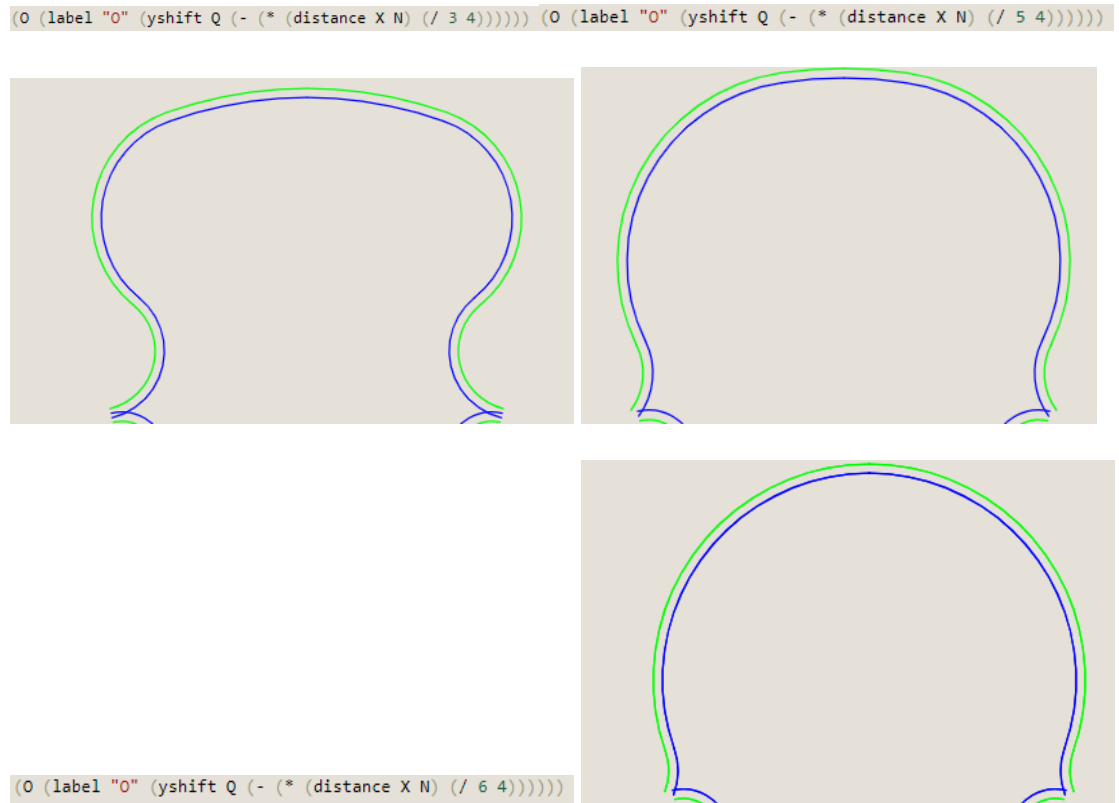 (O (label "O" (yshift Q (- (* (distance X N) (/ 3 4))))))
(O (label "O" (yshift Q (- (* (distance X N) (/ 5 4))))))
(O (label "O" (yshift Q (- (* (distance X N) (/ 6 4))))))